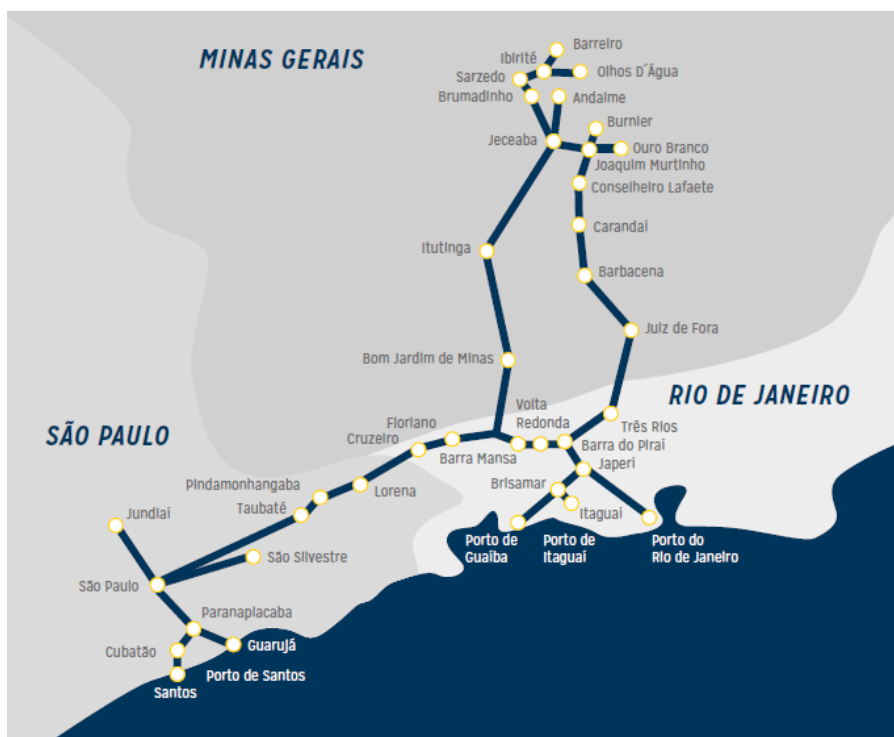 MINAS GERAIS
Barreiro
Ibirité
Olhos D´Água
Sarzedo
Brumadinho
Andaime
Burnier
Jeceaba
Ouro Branco
Joaquim Murtinho
Conselheiro Lafaete
Carandaí
Itutinga
Barbacena
Juiz de Fora
Bom Jardim de Minas
RIO DE JANEIRO
Volta
Redonda
Três Rios
SÃO PAULO
Floriano
Cruzeiro
Barra Mansa
Barra do Piraí
Japeri
Pindamonhangaba
Lorena
Brisamar
Taubaté
Itaguaí
Jundiaí
Porto de
Guaíba
Porto de
Itaguaí
Porto do
Rio de Janeiro
São Silvestre
São Paulo
Paranapiacaba
Guarujá
Cubatão
Porto de Santos
Santos